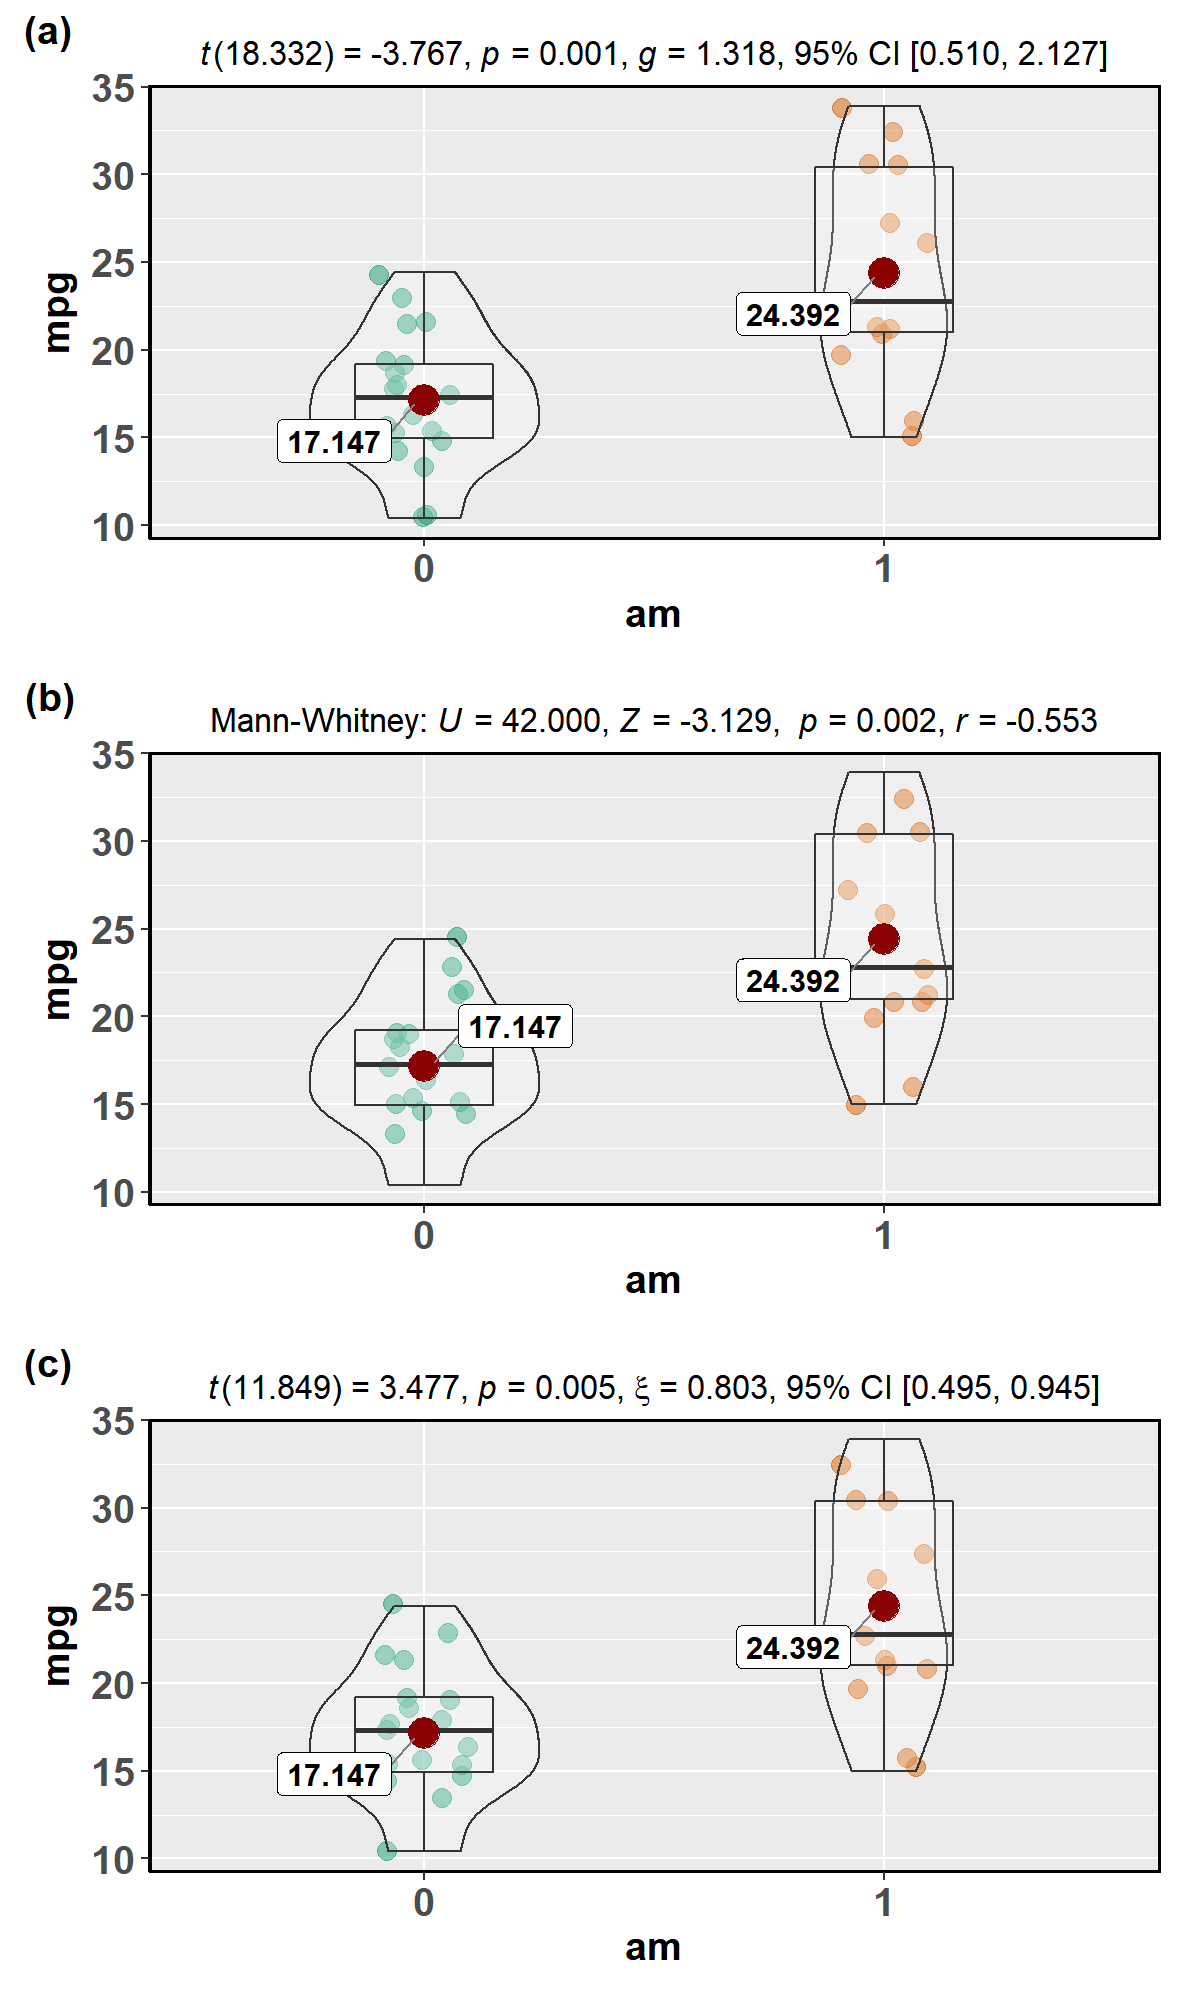 (a)
t(18.332) = -3.767, p = 0.001, g = 1.318, 95% CI [0.510, 2.127]
35
30
25
20
15
10
mpg
24.392
17.147
0 1
am
(b)
Mann-Whitney: U = 42.000, Z = -3.129, p = 0.002, r = -0.553
35
30
25
20
15
10
mpg
24.392
17.147
0 1
am
(c)
t(11.849) = 3.477, p = 0.005, ξ = 0.803, 95% CI [0.495, 0.945]
35
30
25
20
15
10
mpg
24.392
17.147
0 1
am